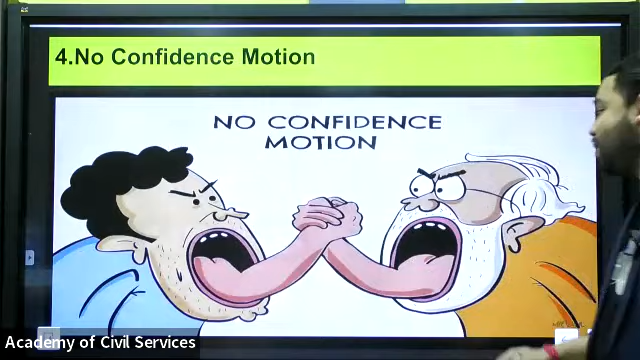 4.No Confidence Motion
NO CONFIDENCE
MOTION
Academy of Civil Services